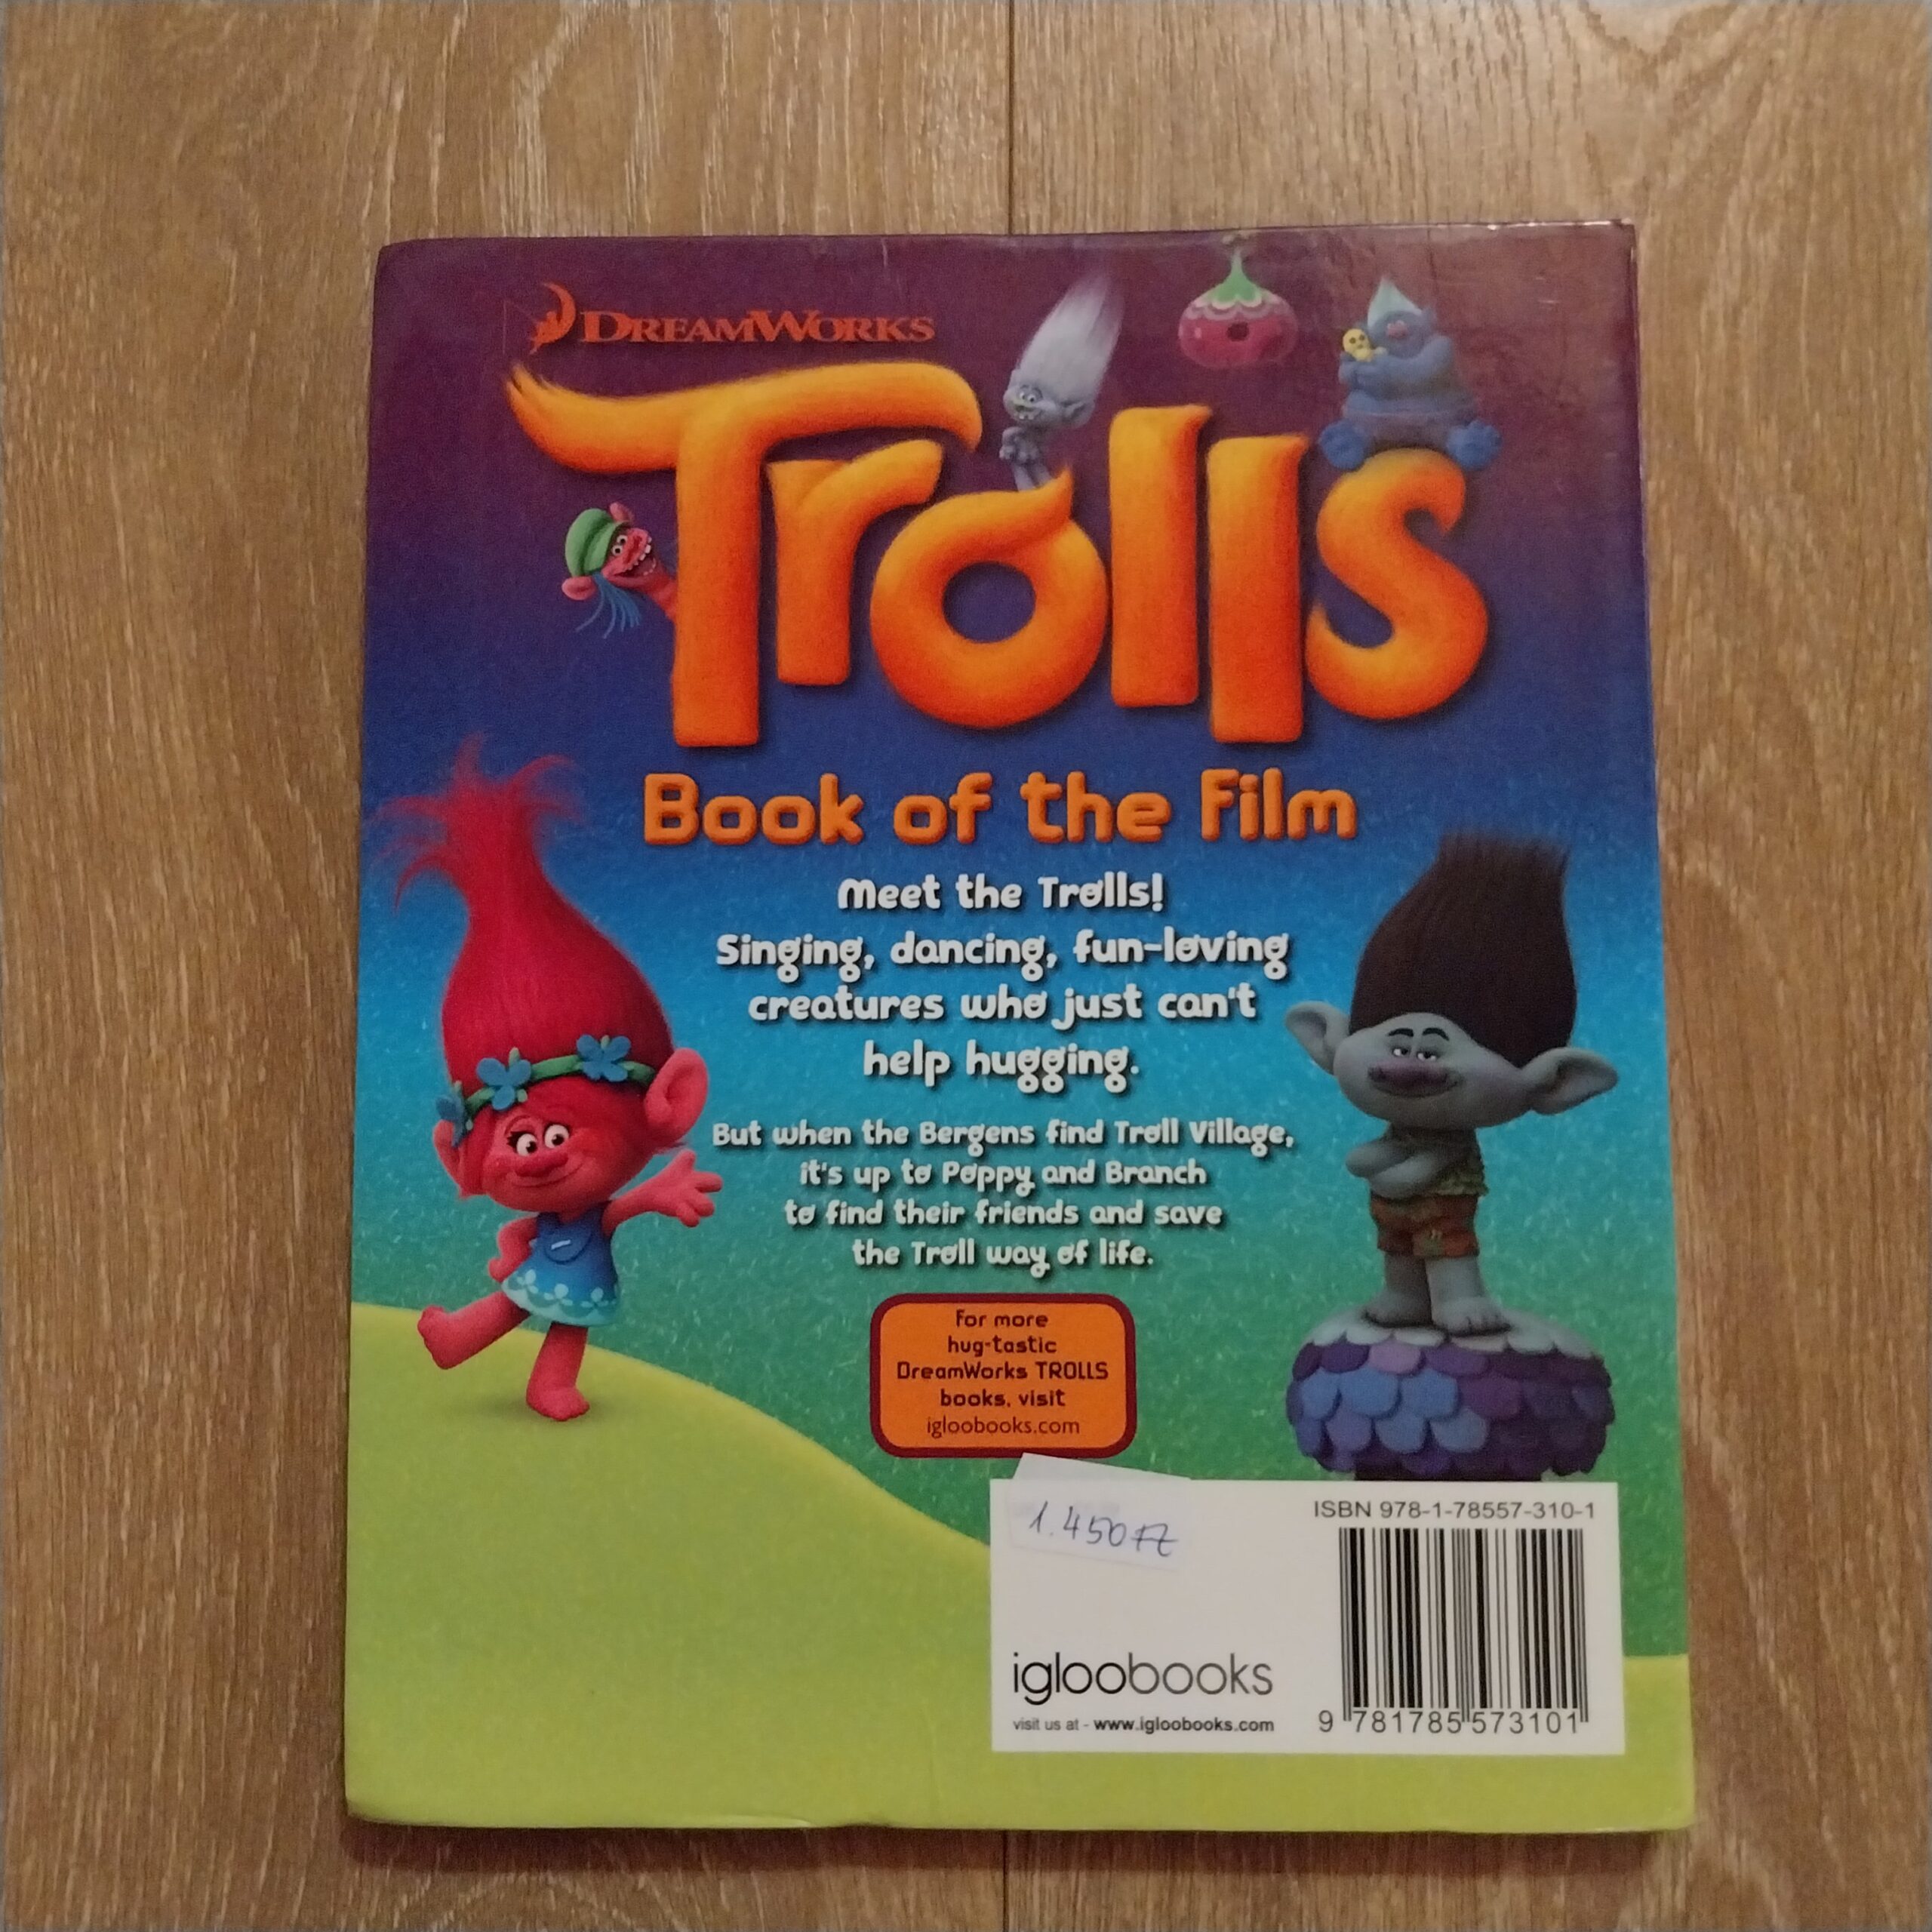 DREAMWORKS
Trolls
Book of the Film
Meet the Trolls!
Singing, dancing, fun-loving
creatures who just can't
help hugging.
But when the Bergens find Troll Village,
it's up to Poppy and Branch
to find their friends and save
the Troll way of life.
For more
hug-tastic
DreamWorks TROLLS
books, visit
igloobooks.com
1.450 Ft
ISBN 978-1-78557-310-1
igloobooks
visit us at - www.igloobooks.com
9 781785 573101